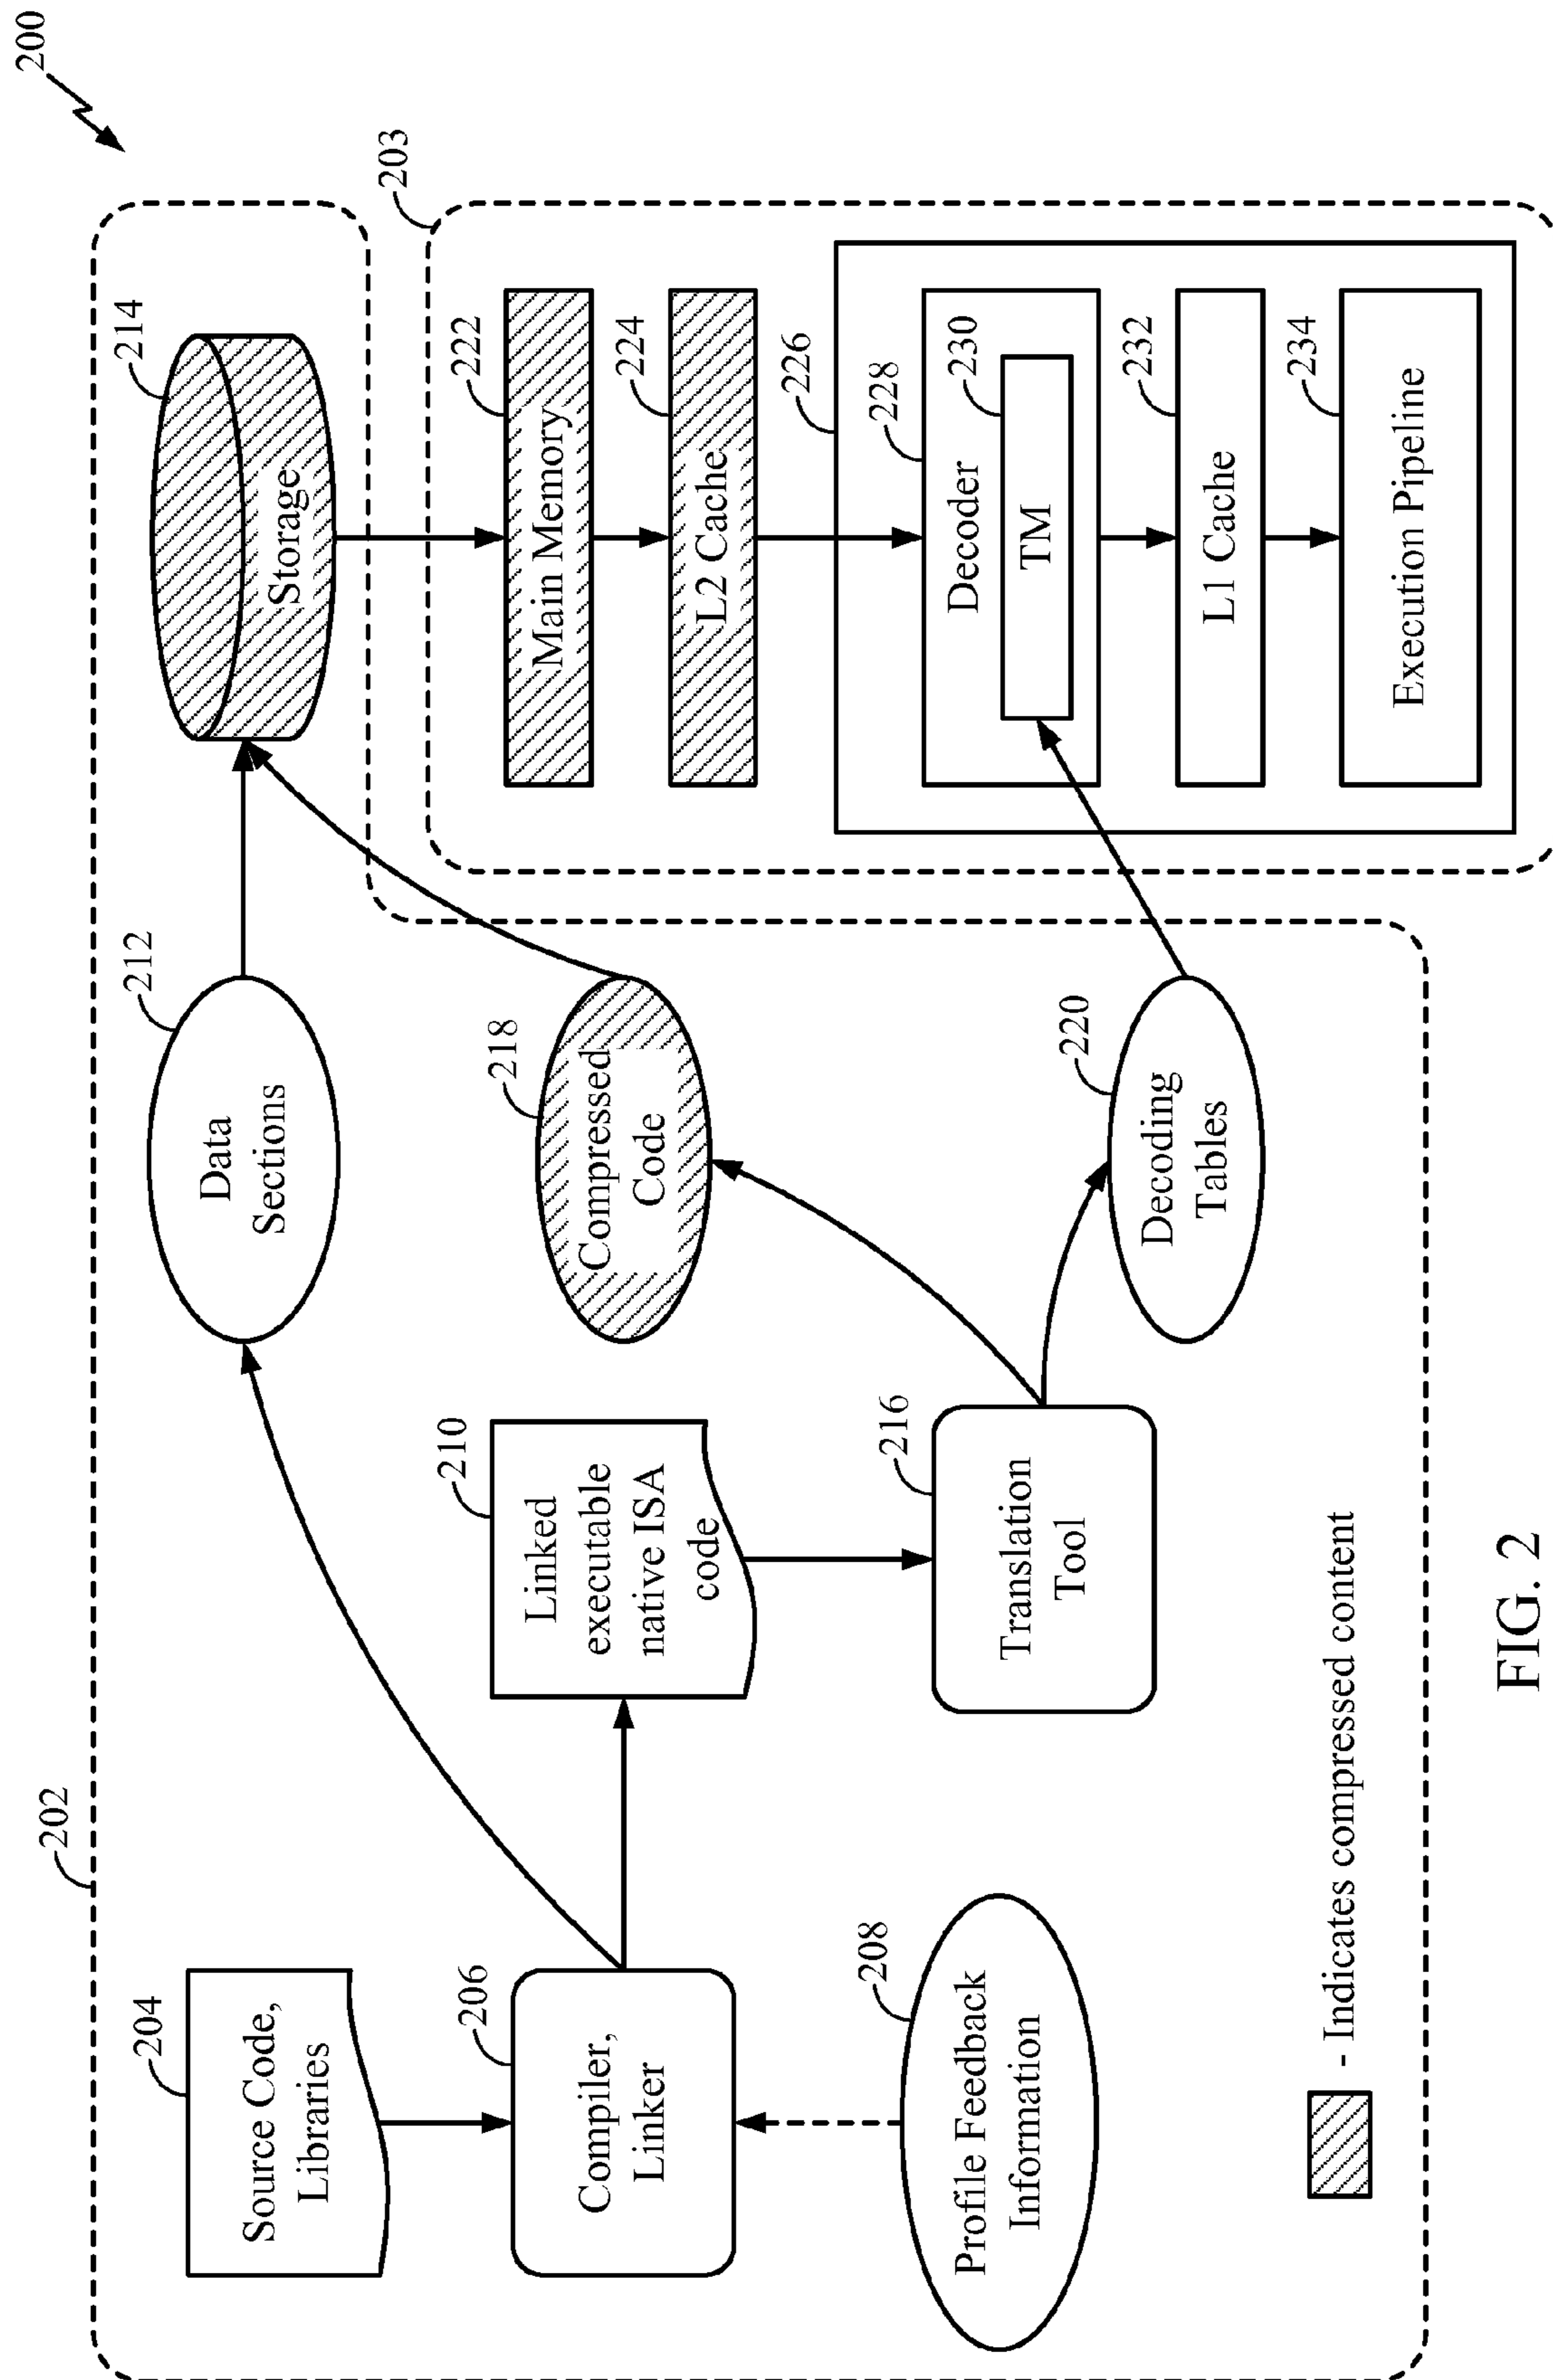 200
202
204
Source Code,
Libraries
206
Compiler,
Linker
208
Profile Feedback
Information
210
Linked
executable
native ISA
code
212
Data
Sections
214
Storage
216
Translation
Tool
218
Compressed
Code
220
Decoding
Tables
203
222
Main Memory
224
L2 Cache
226
228
Decoder
230
TM
232
L1 Cache
234
Execution Pipeline
- Indicates compressed content
FIG. 2